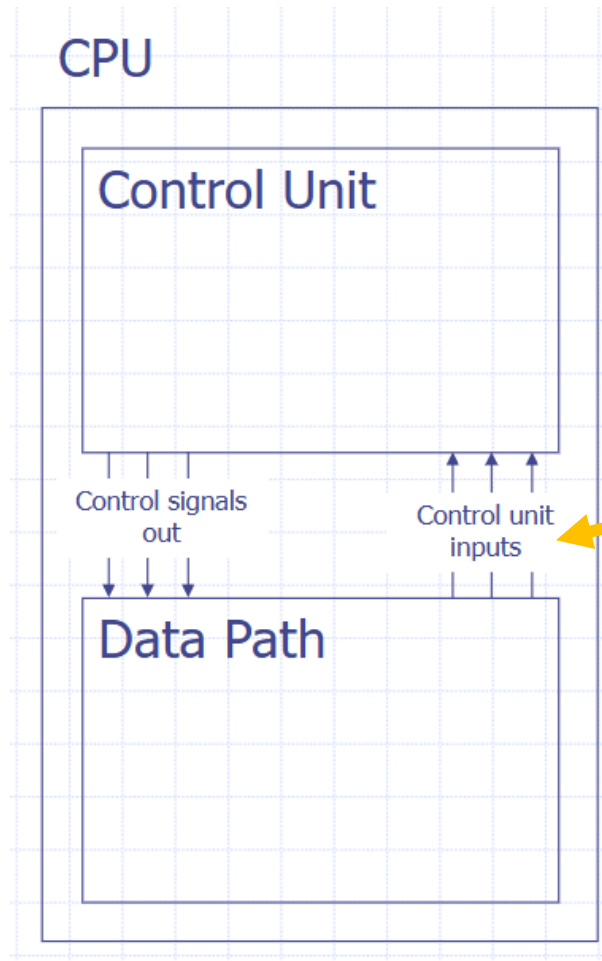 CPU
Control Unit
Control signals
out
Control unit
inputs
Data Path